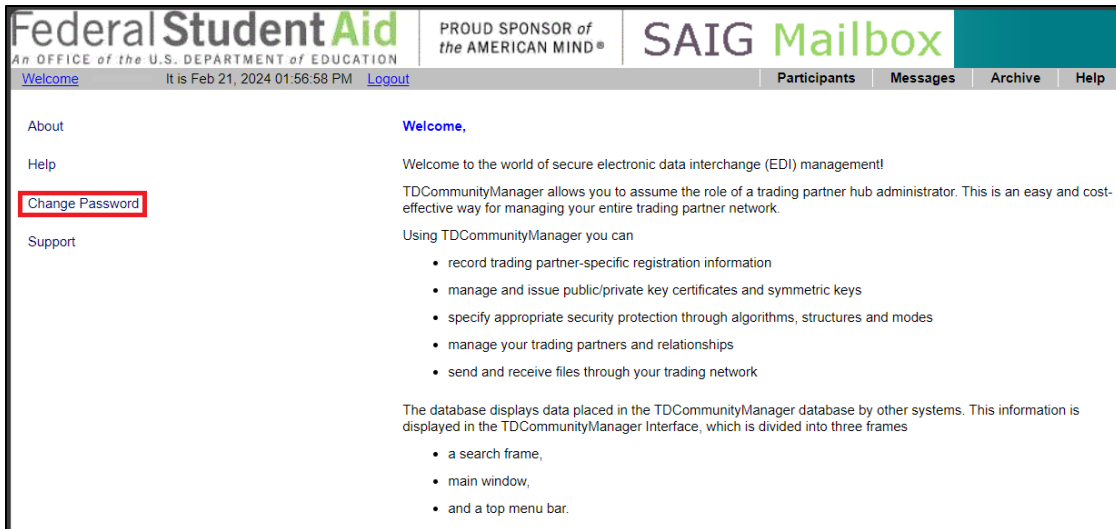 Federal Student Aid
An OFFICE of the U.S. DEPARTMENT of EDUCATION
PROUD SPONSOR of
the AMERICAN MIND®
SAIG Mailbox
Welcome It is Feb 21, 2024 01:56:58 PM Logout
Participants Messages Archive Help
About
Help
Change Password
Support
Welcome,
Welcome to the world of secure electronic data interchange (EDI) management!
TDCommunityManager allows you to assume the role of a trading partner hub administrator. This is an easy and cost-
effective way for managing your entire trading partner network.
Using TDCommunityManager you can
• record trading partner-specific registration information
• manage and issue public/private key certificates and symmetric keys
• specify appropriate security protection through algorithms, structures and modes
• manage your trading partners and relationships
• send and receive files through your trading network
The database displays data placed in the TDCommunityManager database by other systems. This information is
displayed in the TDCommunityManager Interface, which is divided into three frames
• a search frame,
• main window,
• and a top menu bar.